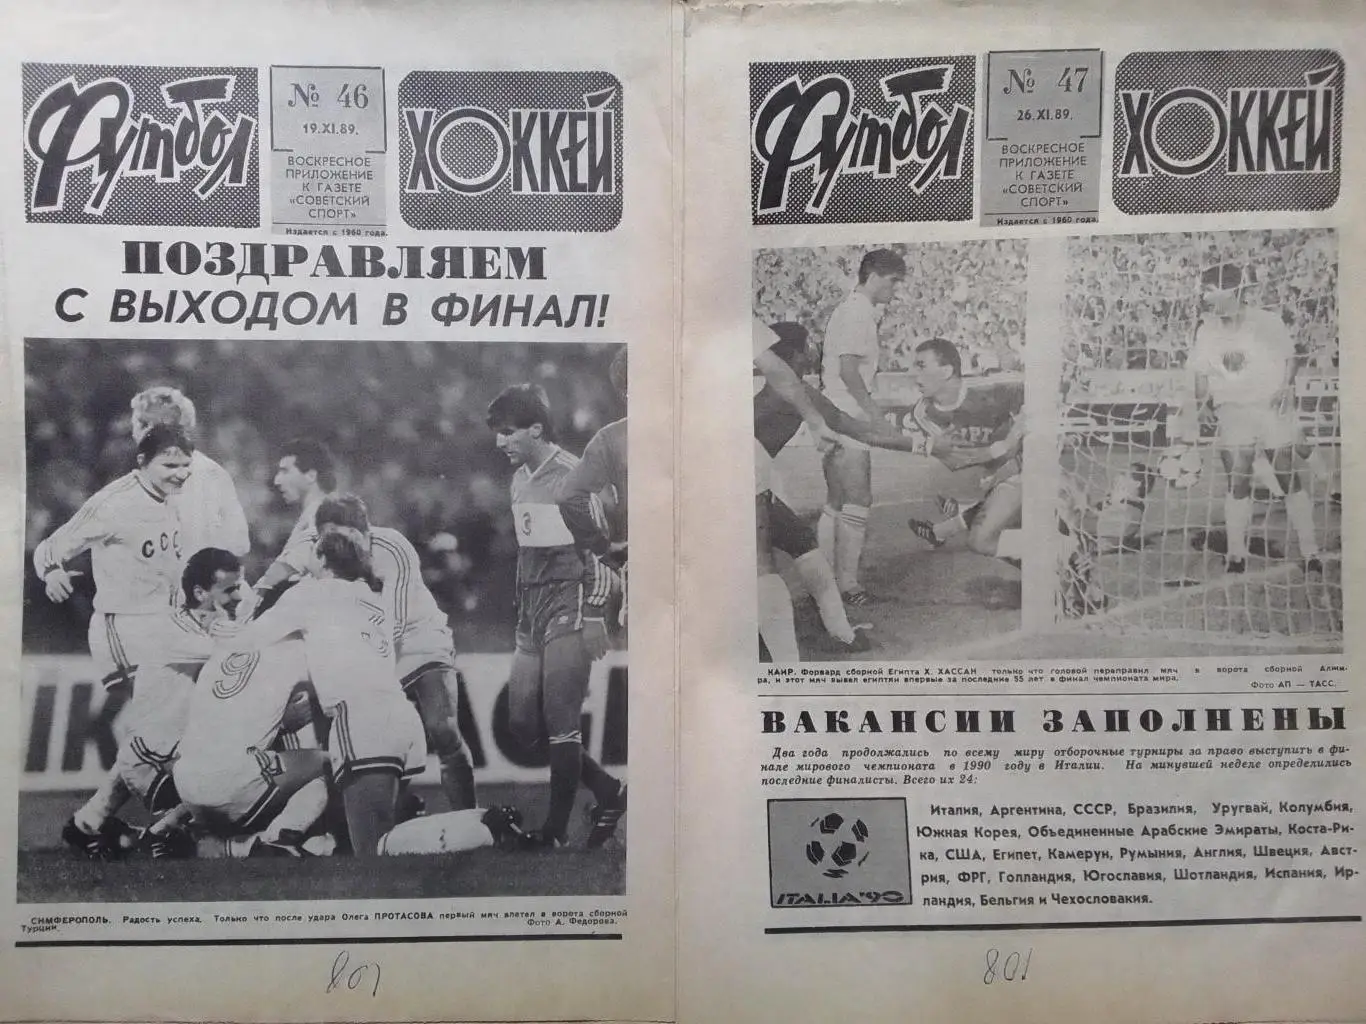 Футбол
№ 46
19.XI.89.
ВОСКРЕСНОЕ
ПРИЛОЖЕНИЕ
К ГАЗЕТЕ
«СОВЕТСКИЙ
СПОРТ»
Издается с 1960 года.
ХОККЕЙ
ПОЗДРАВЛЯЕМ
С ВЫХОДОМ В ФИНАЛ!
СССР
3
9
СИМФЕРОПОЛЬ. Радость успеха. Только что после удара Олега ПРОТАСОВА первый мяч влетел в ворота сборной
Турции. Фото А. Федорова.
801
Футбол
№ 47
26.XI.89.
ВОСКРЕСНОЕ
ПРИЛОЖЕНИЕ
К ГАЗЕТЕ
«СОВЕТСКИЙ
СПОРТ»
Издается с 1960 года.
ХОККЕЙ
КАИР. Форвард сборной Египта Х. ХАССАН только что головой переправил мяч в ворота сборной Алжи-
ра, и этот мяч вывел египтян впервые за последние 55 лет в финал чемпионата мира.
Фото АП — ТАСС.
ВАКАНСИИ ЗАПОЛНЕНЫ
Два года продолжались по всему миру отборочные турниры за право выступить в фи-
нале мирового чемпионата в 1990 году в Италии. На минувшей неделе определились
последние финалисты. Всего их 24:
ITALIA'90
Италия, Аргентина, СССР, Бразилия, Уругвай, Колумбия,
Южная Корея, Объединенные Арабские Эмираты, Коста-Ри-
ка, США, Египет, Камерун, Румыния, Англия, Швеция, Авст-
рия, ФРГ, Голландия, Югославия, Шотландия, Испания, Ир-
ландия, Бельгия и Чехословакия.
801